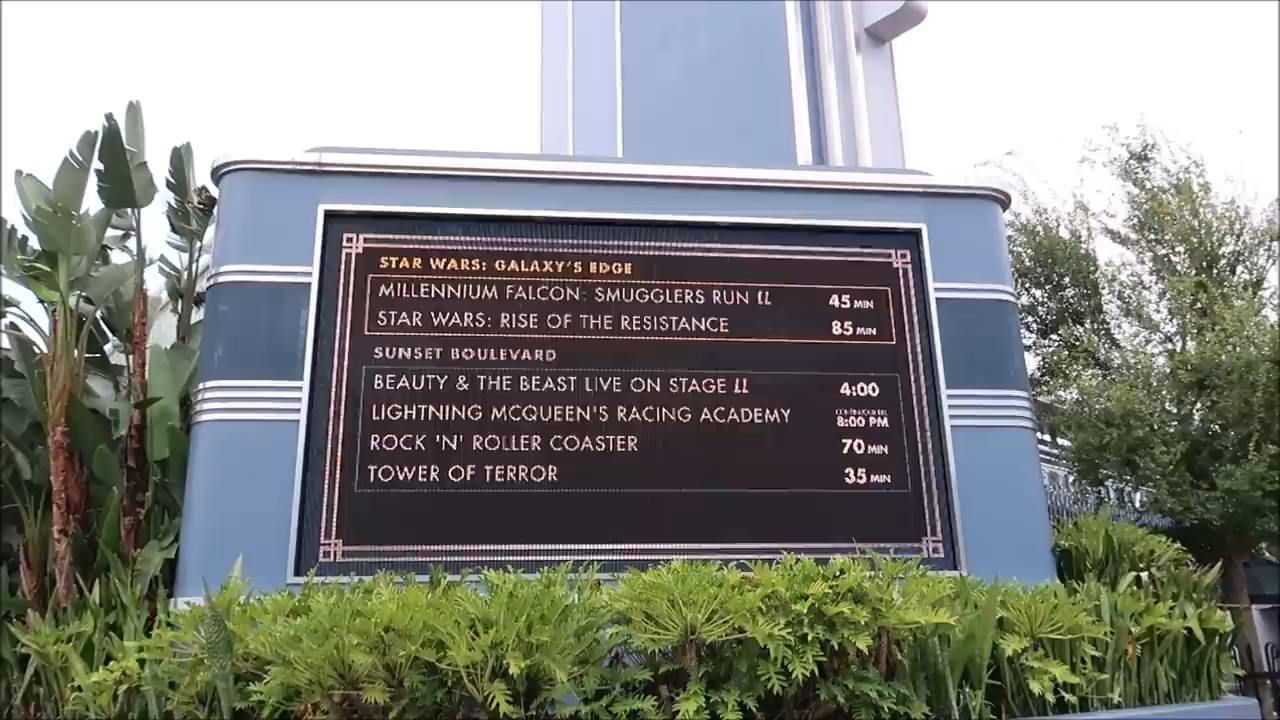 STAR WARS: GALAXY'S EDGE
MILLENNIUM FALCON: SMUGGLERS RUN LL 45 MIN
STAR WARS: RISE OF THE RESISTANCE 85 MIN
SUNSET BOULEVARD
BEAUTY & THE BEAST LIVE ON STAGE LL 4:00
LIGHTNING MCQUEEN'S RACING ACADEMY 8:00 PM
ROCK 'N' ROLLER COASTER 70 MIN
TOWER OF TERROR 35 MIN